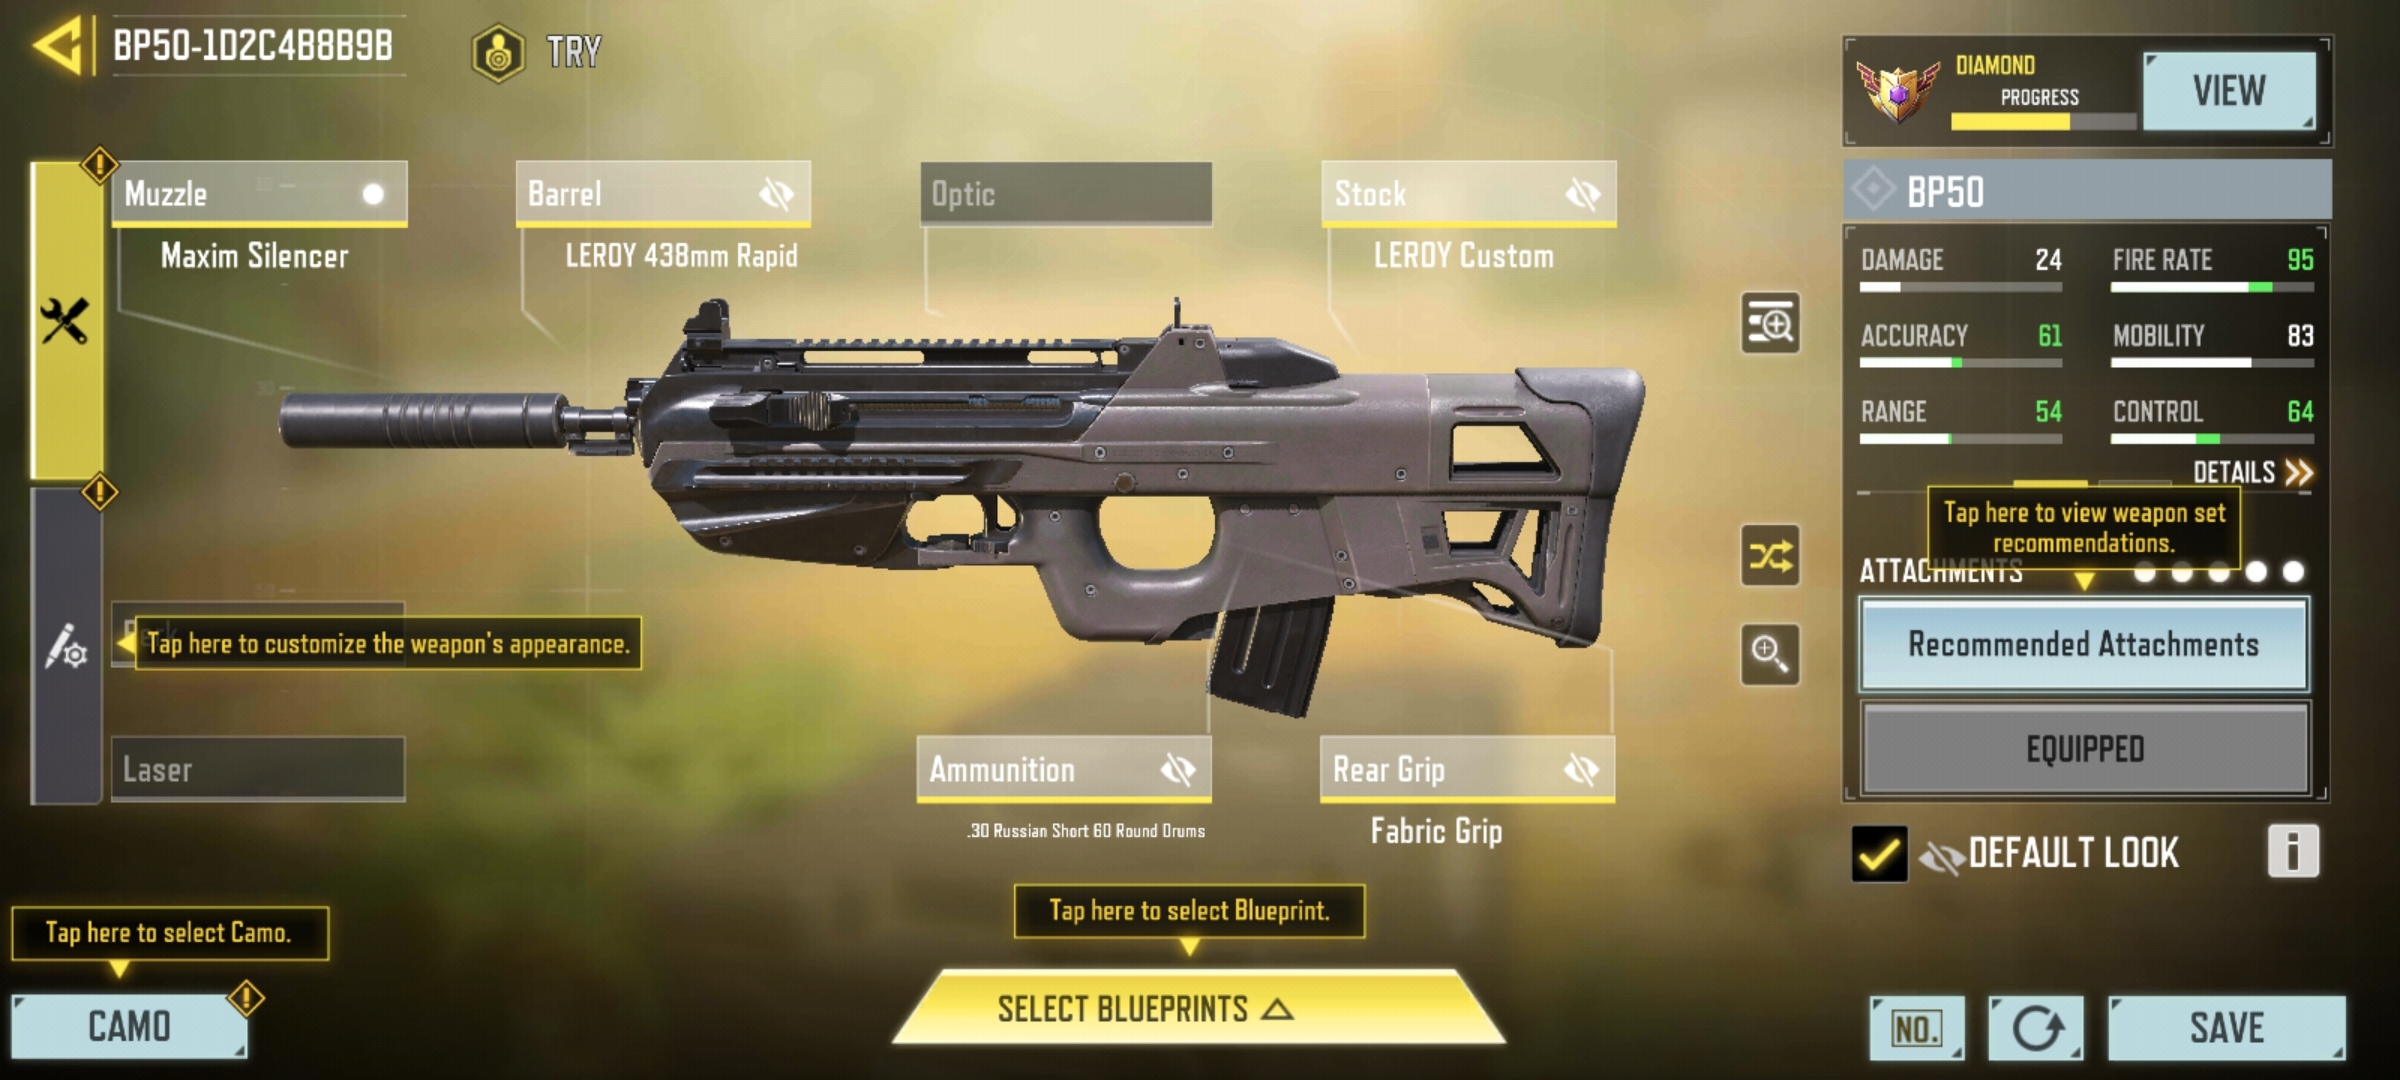 BP50-1D2C4B8B9B
TRY
DIAMOND
PROGRESS
VIEW
Muzzle
Maxim Silencer
Barrel
LEROY 438mm Rapid
Optic
Stock
LEROY Custom
BP50
DAMAGE 24
FIRE RATE 95
ACCURACY 61
MOBILITY 83
RANGE 54
CONTROL 64
DETAILS
Tap here to view weapon set
recommendations.
ATTACHMENTS
Recommended Attachments
EQUIPPED
Tap here to customize the weapon's appearance.
Laser
Ammunition
.30 Russian Short 60 Round Drums
Rear Grip
Fabric Grip
DEFAULT LOOK
Tap here to select Camo.
CAMO
Tap here to select Blueprint.
SELECT BLUEPRINTS
NO.
SAVE